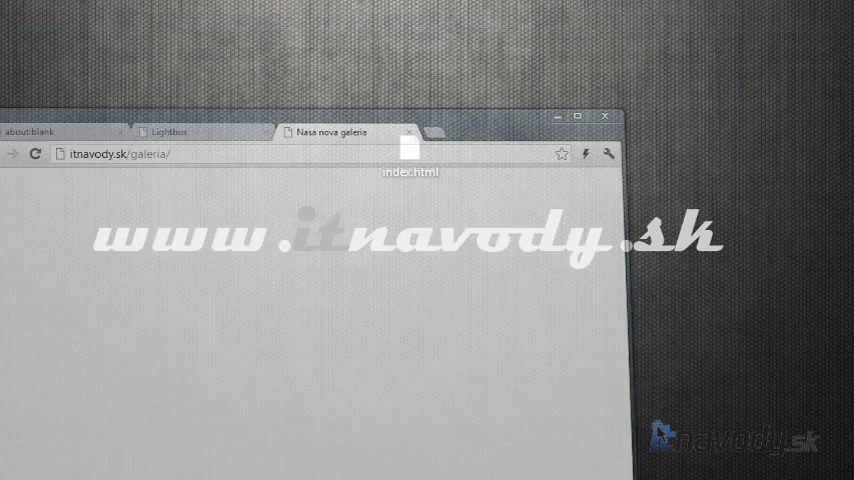 about:blank
Lightbox
Nasa nova galeria
itnavody.sk/galeria/
index.html
www.itnavody.sk
itnavody.sk